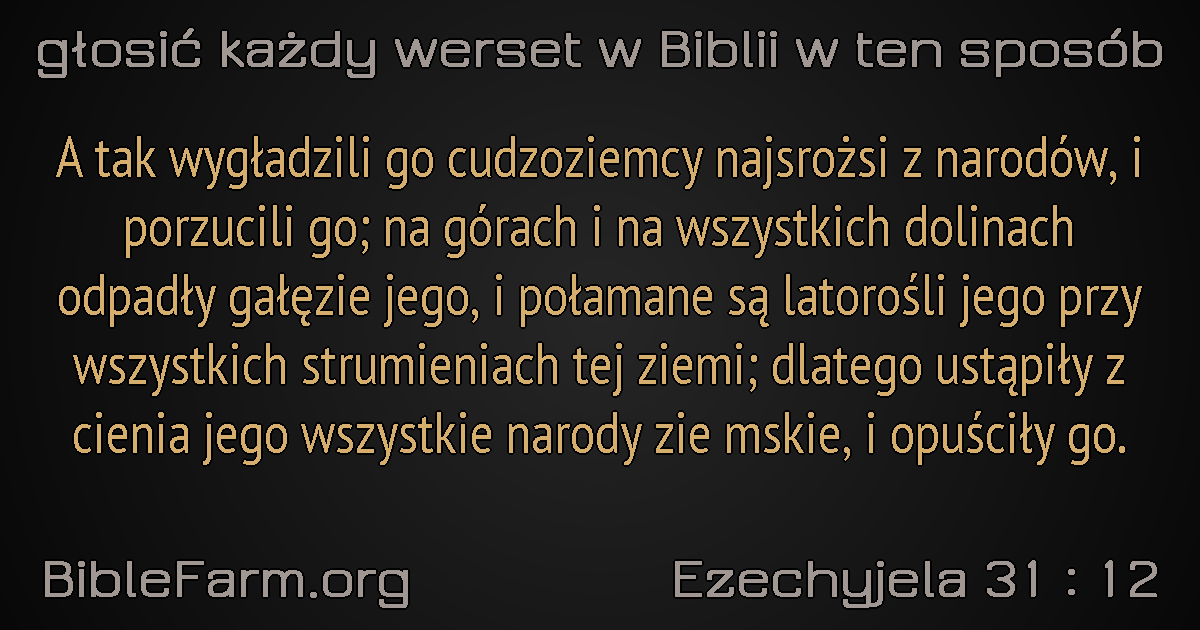 głosić każdy werset w Biblii w ten sposób
A tak wygładzili go cudzoziemcy najsrożsi z narodów, i
porzucili go; na górach i na wszystkich dolinach
odpadły gałęzie jego, i połamane są latorośli jego przy
wszystkich strumieniach tej ziemi; dlatego ustąpiły z
cienia jego wszystkie narody zie mskie, i opuściły go.
BibleFarm.org
Ezechyjela 31 : 12